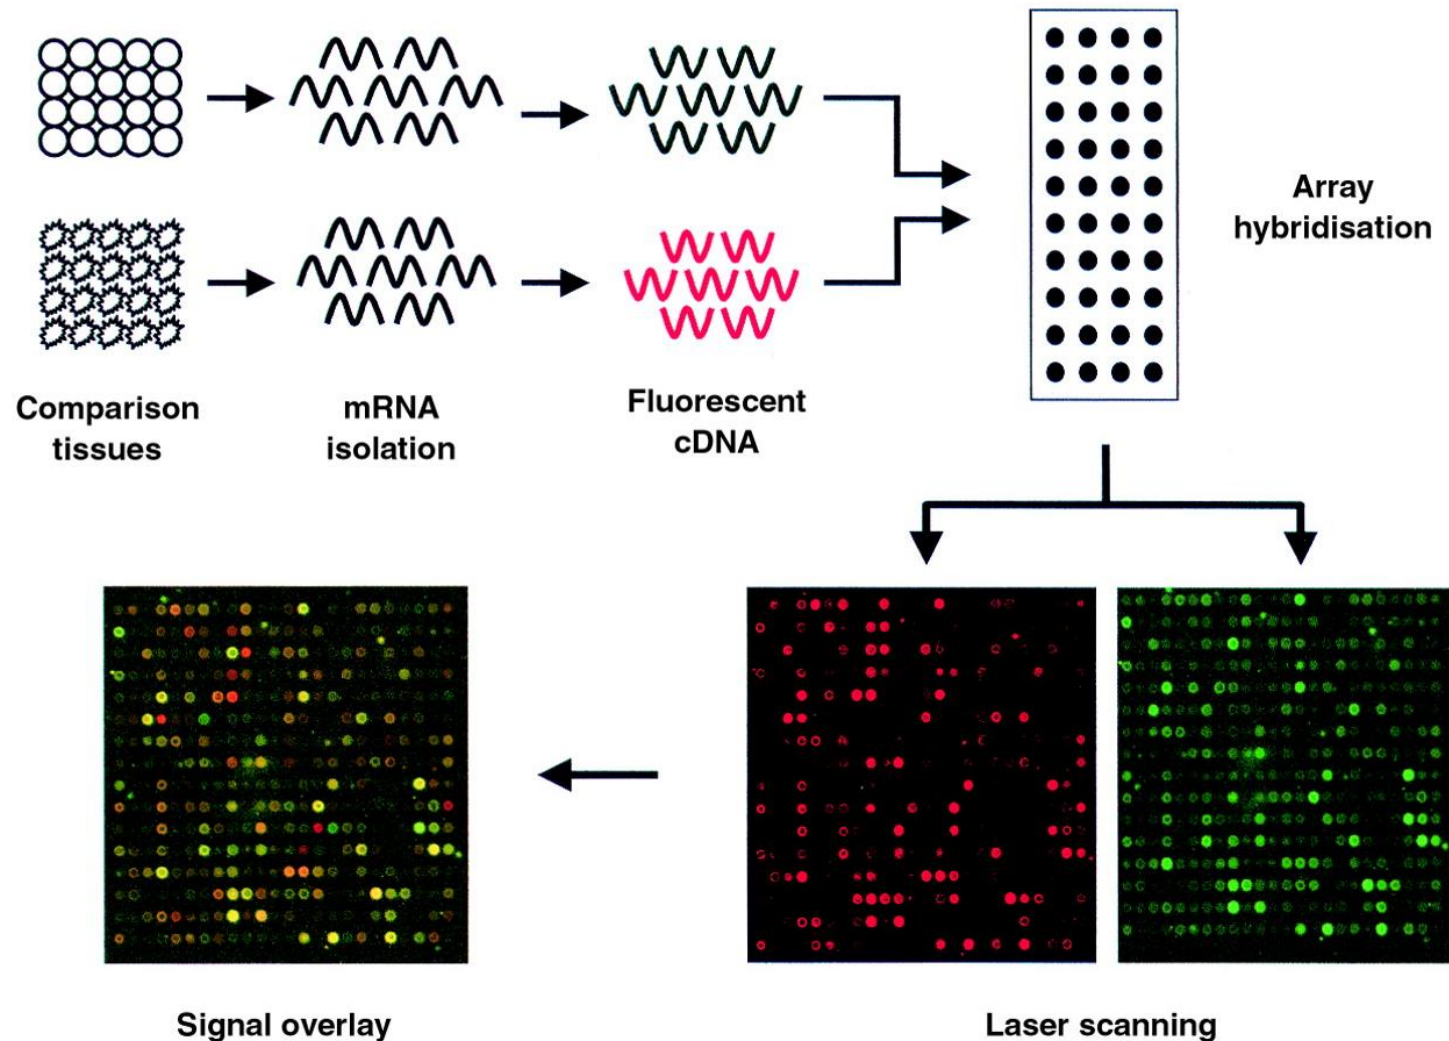 Comparison
tissues
mRNA
isolation
Fluorescent
cDNA
Array
hybridisation
Signal overlay
Laser scanning